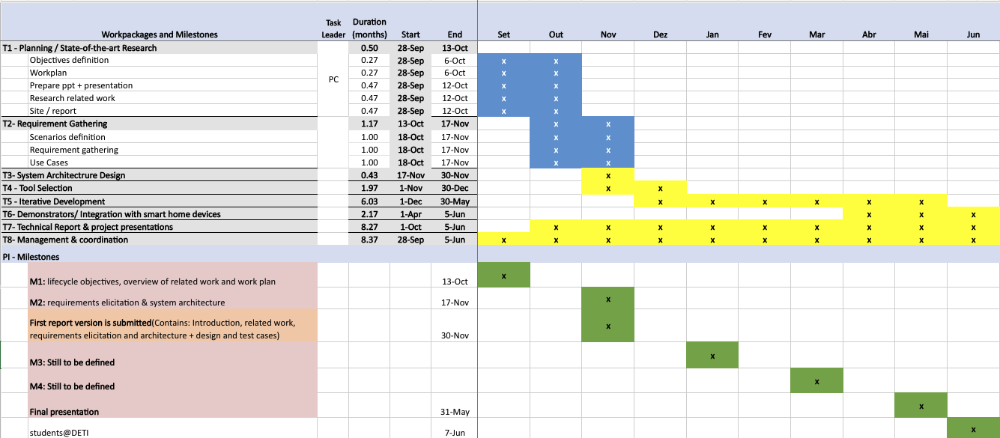 Workpackages and Milestones Task Leader Duration (months) Start End Set Out Nov Dez Jan Fev Mar Abr Mai Jun
T1 - Planning / State-of-the-art Research 0.50 28-Sep 13-Oct
Objectives definition 0.27 28-Sep 6-Oct x x
Workplan PC 0.27 28-Sep 6-Oct x x
Prepare ppt + presentation 0.47 28-Sep 12-Oct x x
Research related work 0.47 28-Sep 12-Oct x x
Site / report 0.47 28-Sep 12-Oct x x
T2- Requirement Gathering 1.17 13-Oct 17-Nov x x
Scenarios definition 1.00 18-Oct 17-Nov x x
Requirement gathering 1.00 18-Oct 17-Nov x x
Use Cases 1.00 18-Oct 17-Nov x x
T3- System Architectrure Design 0.43 17-Nov 30-Nov x
T4 - Tool Selection 1.97 1-Nov 30-Dec x x
T5 - Iterative Development 6.03 1-Dec 30-May x x x x x x
T6- Demonstrators/ Integration with smart home devices 2.17 1-Apr 5-Jun x x x
T7- Technical Report & project presentations 8.27 1-Oct 5-Jun x x x x x x x x x
T8- Management & coordination 8.37 28-Sep 5-Jun x x x x x x x x x x
PI - Milestones
M1: lifecycle objectives, overview of related work and work plan 13-Oct x
M2: requirements elicitation & system architecture 17-Nov x
First report version is submitted(Contains: Introduction, related work,
requirements elicitation and architecture + design and test cases) 30-Nov x
M3: Still to be defined x
M4: Still to be defined x
Final presentation 31-May x
students@DETI 7-Jun x